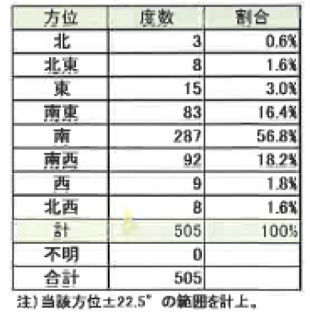 方位 度数 割合
北 3 0.6%
北東 8 1.6%
東 15 3.0%
南東 83 16.4%
南 287 56.8%
南西 92 18.2%
西 9 1.8%
北西 8 1.6%
計 505 100%
不明 0
合計 505
注)当該方位±22.5°の範囲を計上。